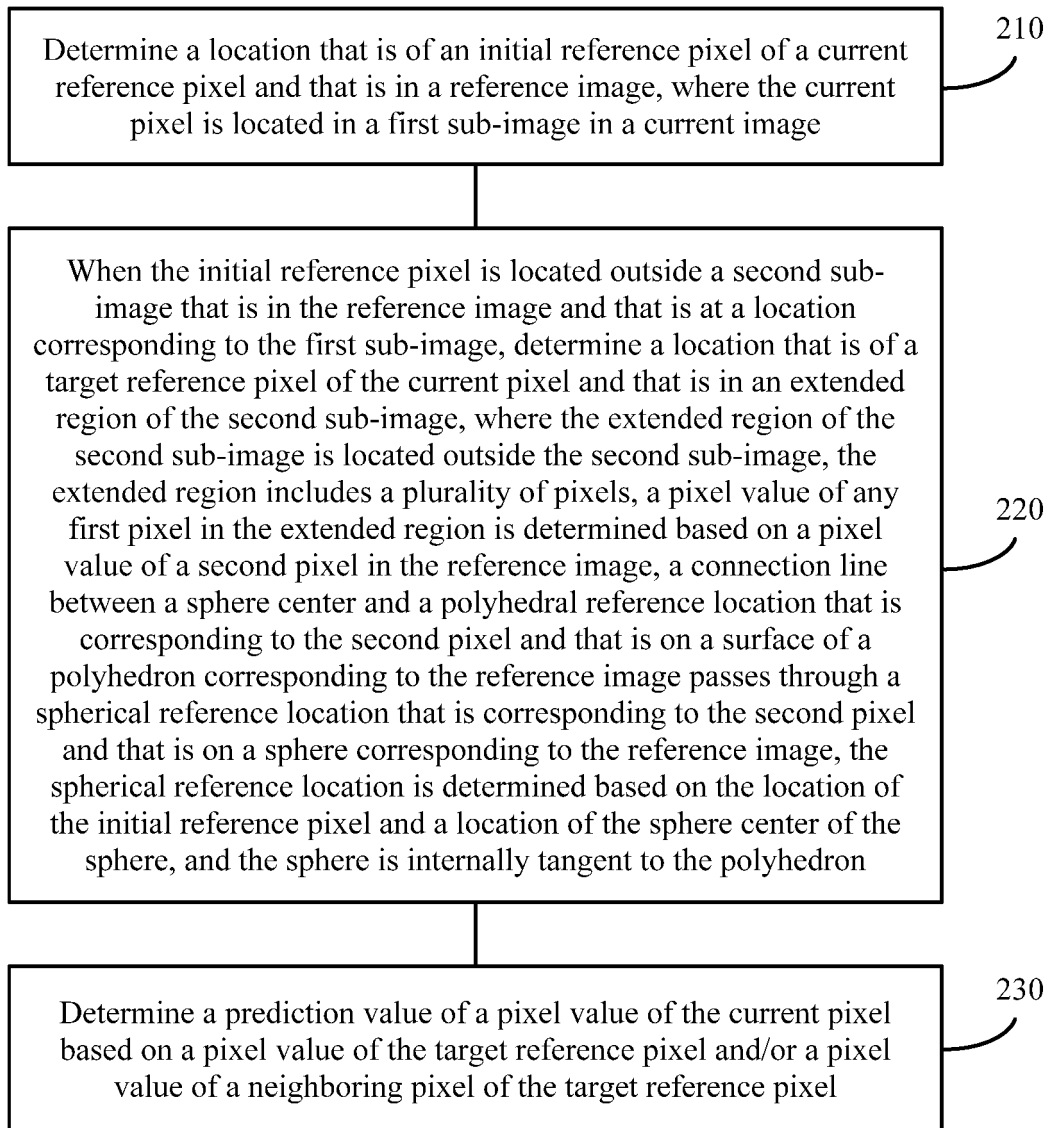 Determine a location that is of an initial reference pixel of a current
reference pixel and that is in a reference image, where the current
pixel is located in a first sub-image in a current image
210
When the initial reference pixel is located outside a second sub-
image that is in the reference image and that is at a location
corresponding to the first sub-image, determine a location that is of a
target reference pixel of the current pixel and that is in an extended
region of the second sub-image, where the extended region of the
second sub-image is located outside the second sub-image, the
extended region includes a plurality of pixels, a pixel value of any
first pixel in the extended region is determined based on a pixel
value of a second pixel in the reference image, a connection line
between a sphere center and a polyhedral reference location that is
corresponding to the second pixel and that is on a surface of a
polyhedron corresponding to the reference image passes through a
spherical reference location that is corresponding to the second pixel
and that is on a sphere corresponding to the reference image, the
spherical reference location is determined based on the location of
the initial reference pixel and a location of the sphere center of the
sphere, and the sphere is internally tangent to the polyhedron
220
Determine a prediction value of a pixel value of the current pixel
based on a pixel value of the target reference pixel and/or a pixel
value of a neighboring pixel of the target reference pixel
230